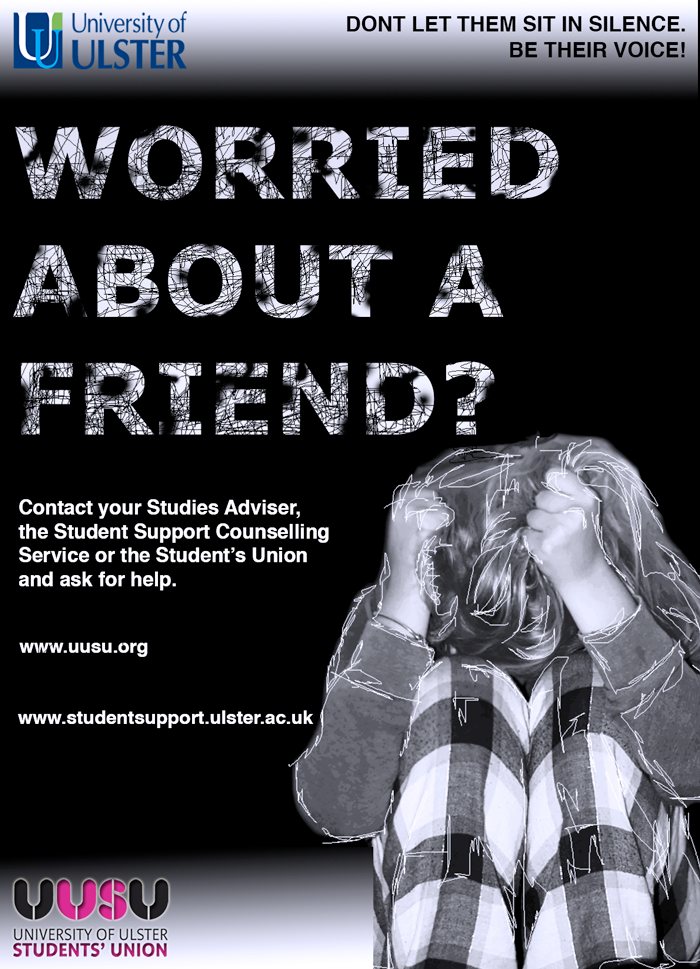 University of
ULSTER
DONT LET THEM SIT IN SILENCE.
BE THEIR VOICE!
WORRIED
ABOUT A
FRIEND?
Contact your Studies Adviser,
the Student Support Counselling
Service or the Student's Union
and ask for help.
www.uusu.org
www.studentsupport.ulster.ac.uk
UUSU
UNIVERSITY OF ULSTER
STUDENTS' UNION